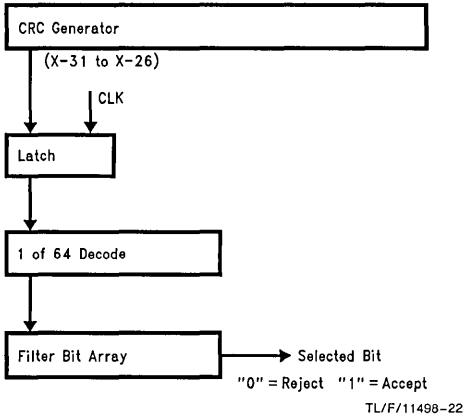 CRC Generator
(X-31 to X-26)
CLK
Latch
1 of 64 Decode
Filter Bit Array
Selected Bit
"0" = Reject "1" = Accept
TL/F/11498-22